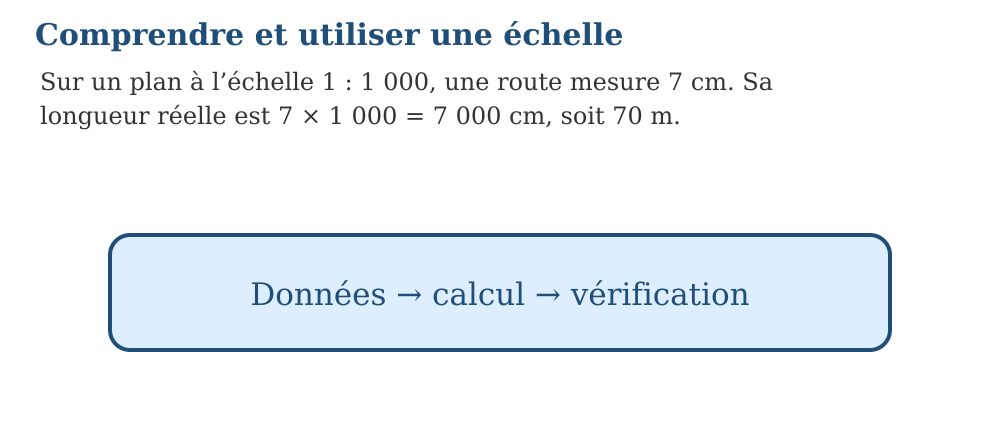 Comprendre et utiliser une échelle
Sur un plan à l’échelle 1 : 1 000, une route mesure 7 cm. Sa
longueur réelle est 7 × 1 000 = 7 000 cm, soit 70 m.
Données → calcul → vérification